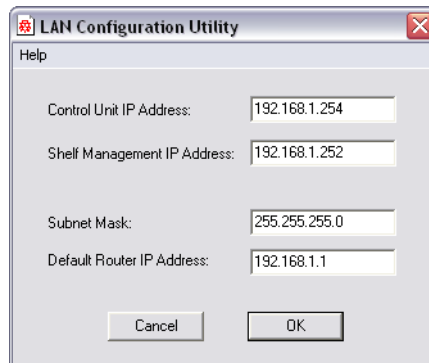 LAN Configuration Utility
Help
Control Unit IP Address: 192.168.1.254
Shelf Management IP Address: 192.168.1.252
Subnet Mask: 255.255.255.0
Default Router IP Address: 192.168.1.1
Cancel OK